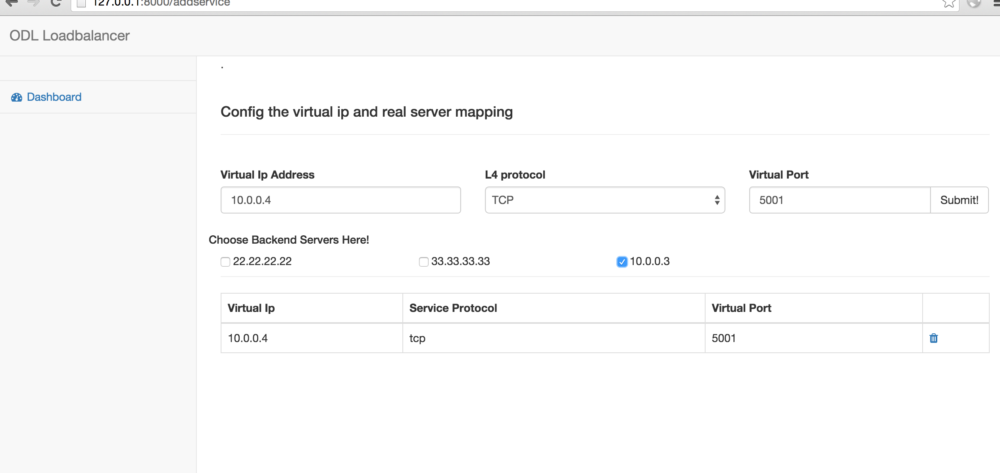 127.0.0.1:8000/addservice
ODL Loadbalancer
.
Dashboard
Config the virtual ip and real server mapping
Virtual Ip Address L4 protocol Virtual Port
10.0.0.4 TCP 5001 Submit!
Choose Backend Servers Here!
22.22.22.22 33.33.33.33 10.0.0.3
Virtual Ip Service Protocol Virtual Port
10.0.0.4 tcp 5001